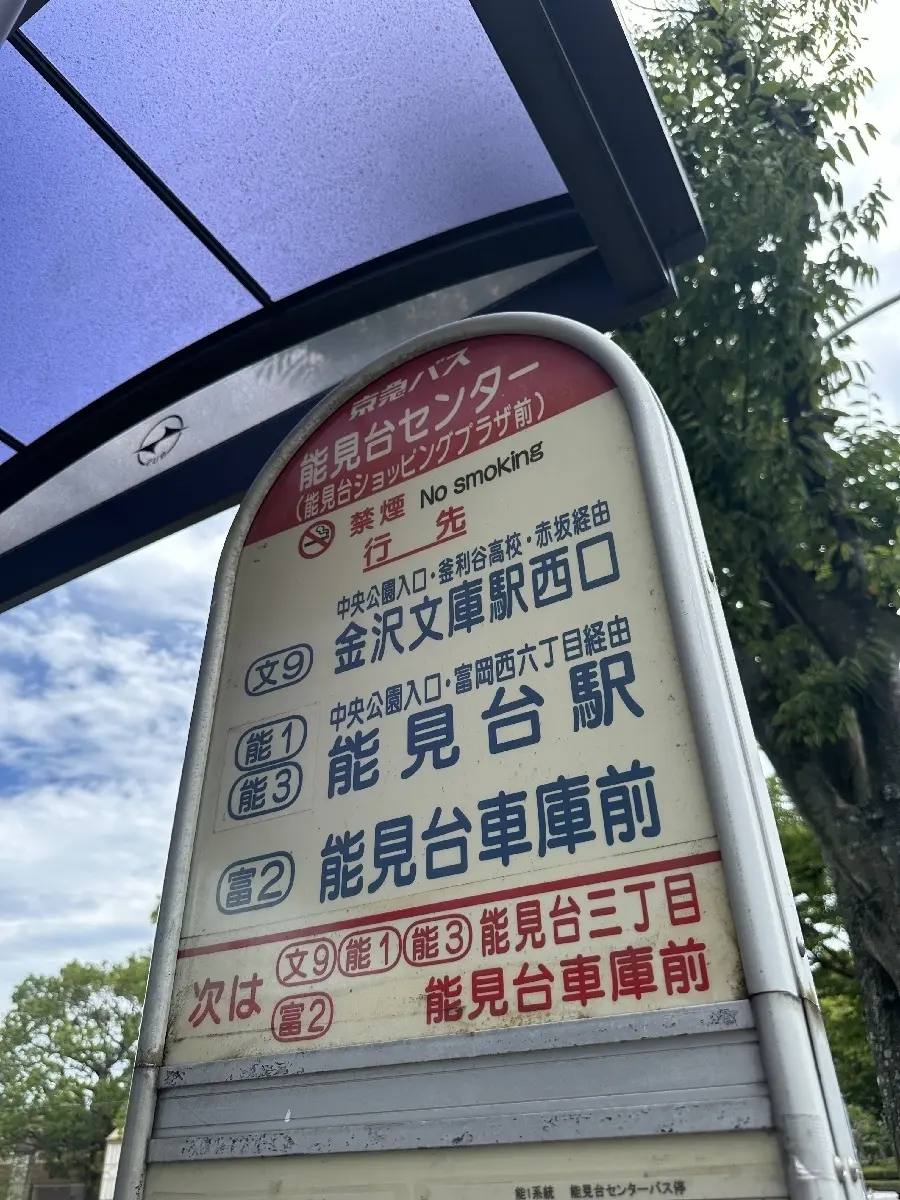 京急バス
能見台センター
(能見台ショッピングプラザ前)
禁煙 No smoking
行先
中央公園入口・釜利谷高校・赤坂経由
文9 金沢文庫駅西口
中央公園入口・富岡西六丁目経由
能1 能見台駅
能3
富2 能見台車庫前
次は 文9 能1 能3 能見台三丁目
富2 能見台車庫前
能1系統 能見台センターバス停